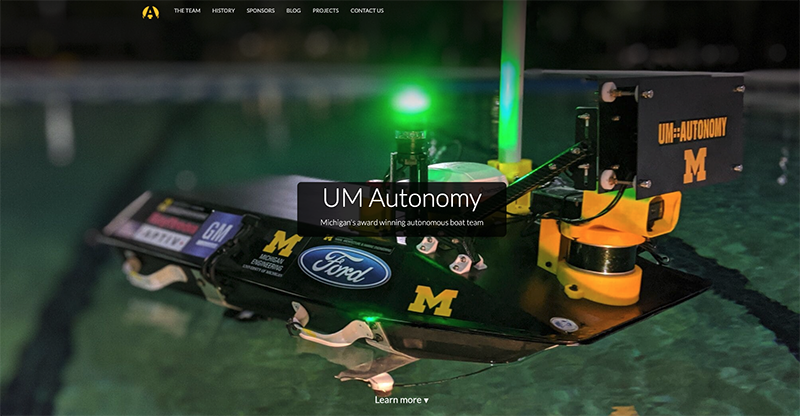 THE TEAM
HISTORY
SPONSORS
BLOG
PROJECTS
CONTACT US
UM::AUTONOMY
M
UM Autonomy
Michigan's award winning autonomous boat team
APTIV
GM
M
MICHIGAN
ENGINEERING
UNIVERSITY OF MICHIGAN
Ford
M
Learn more ▾